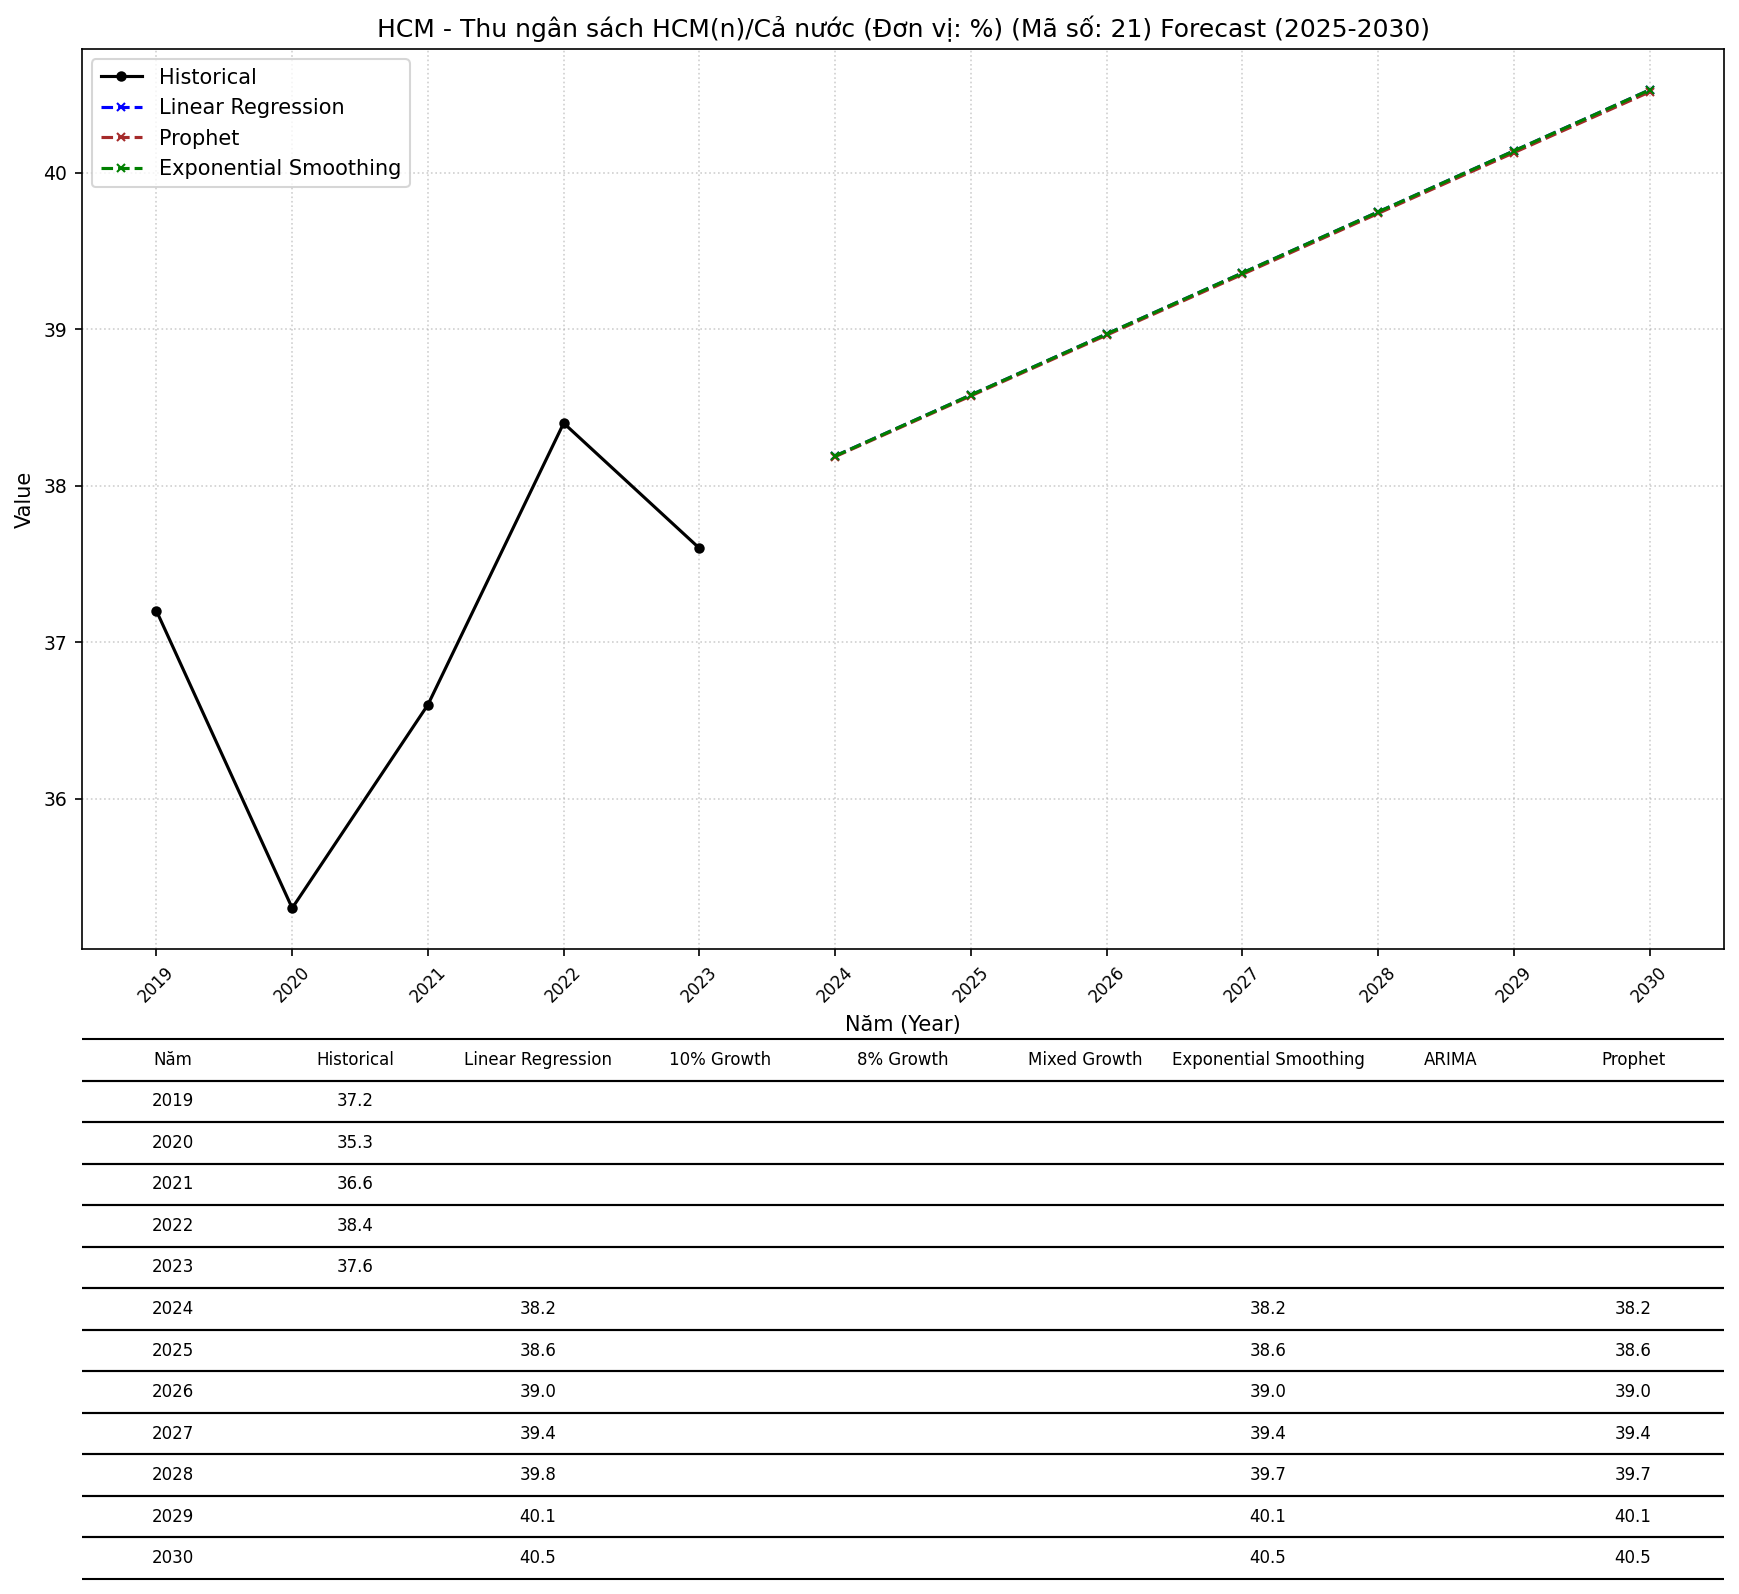 HCM - Thu ngân sách HCM(n)/Cả nước (Đơn vị: %) (Mã số: 21) Forecast (2025-2030)
Historical
Linear Regression
Prophet
Exponential Smoothing
Value
40
39
38
37
36
2019 2020 2021 2022 2023 2024 2025 2026 2027 2028 2029 2030
Năm (Year)
Năm Historical Linear Regression 10% Growth 8% Growth Mixed Growth Exponential Smoothing ARIMA Prophet
2019 37.2
2020 35.3
2021 36.6
2022 38.4
2023 37.6
2024 38.2 38.2 38.2
2025 38.6 38.6 38.6
2026 39.0 39.0 39.0
2027 39.4 39.4 39.4
2028 39.8 39.7 39.7
2029 40.1 40.1 40.1
2030 40.5 40.5 40.5